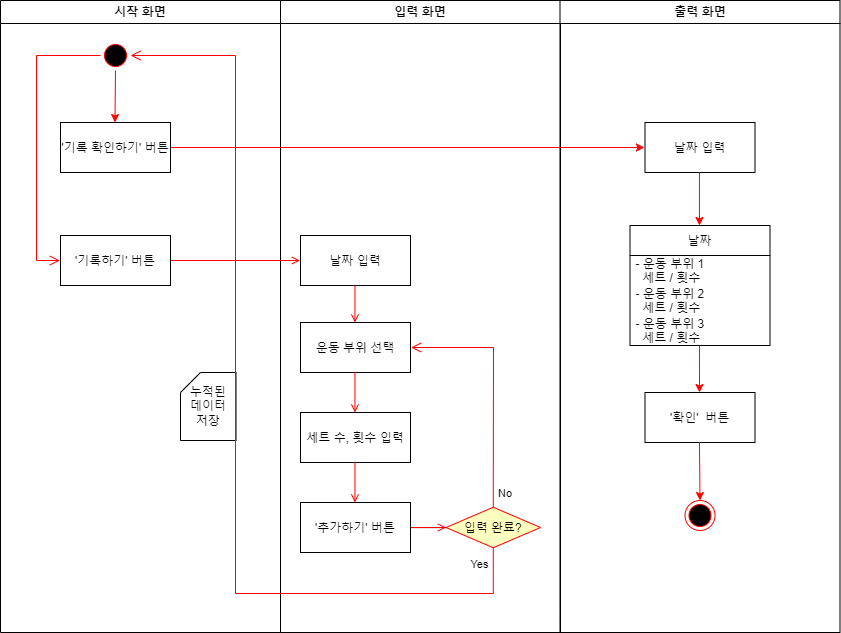 시작 화면
입력 화면
출력 화면
'기록 확인하기' 버튼
날짜 입력
'기록하기' 버튼
날짜 입력
날짜
- 운동 부위 1
세트 / 횟수
- 운동 부위 2
세트 / 횟수
- 운동 부위 3
세트 / 횟수
운동 부위 선택
누적된
데이터
저장
세트 수, 횟수 입력
'확인' 버튼
No
'추가하기' 버튼
입력 완료?
Yes